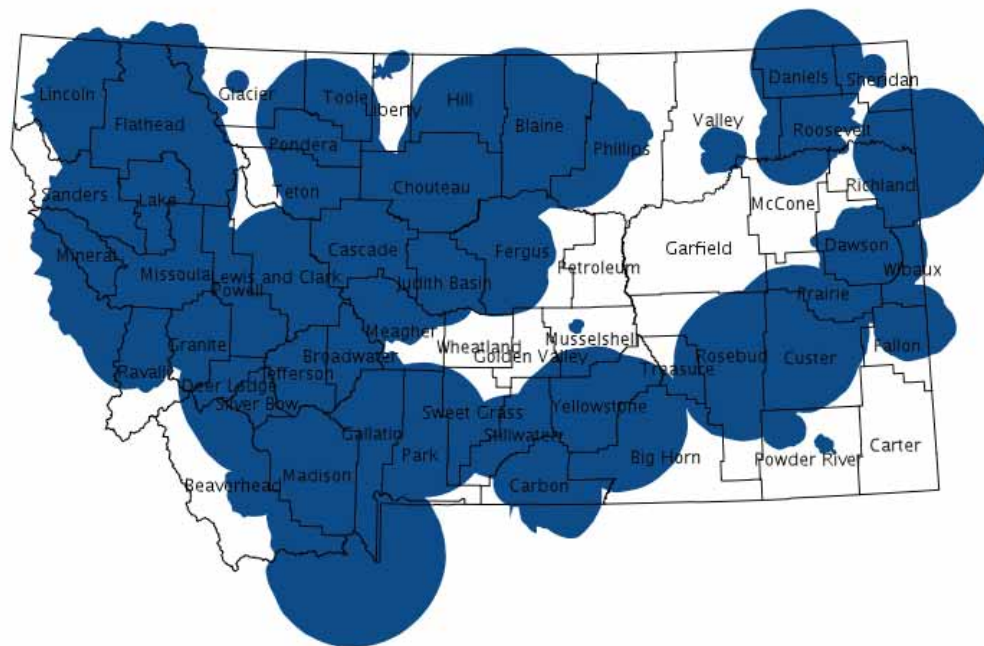 Lincoln
Glacier
Toole
Liberty
Hill
Blaine
Phillips
Valley
Daniels
Sheridan
Roosevelt
Flathead
Pondera
Teton
Chouteau
Richland
McCone
Sanders
Lake
Cascade
Fergus
Garfield
Dawson
Wibaux
Mineral
Missoula
Lewis and Clark
Powell
Judith Basin
Petroleum
Prairie
Granite
Meagher
Broadwater
Wheatland
Musselshell
Golden Valley
Treasure
Rosebud
Custer
Fallon
Ravalli
Deer Lodge
Jefferson
Silver Bow
Gallatin
Park
Sweet Grass
Stillwater
Yellowstone
Big Horn
Powder River
Carter
Madison
Beaverhead
Carbon